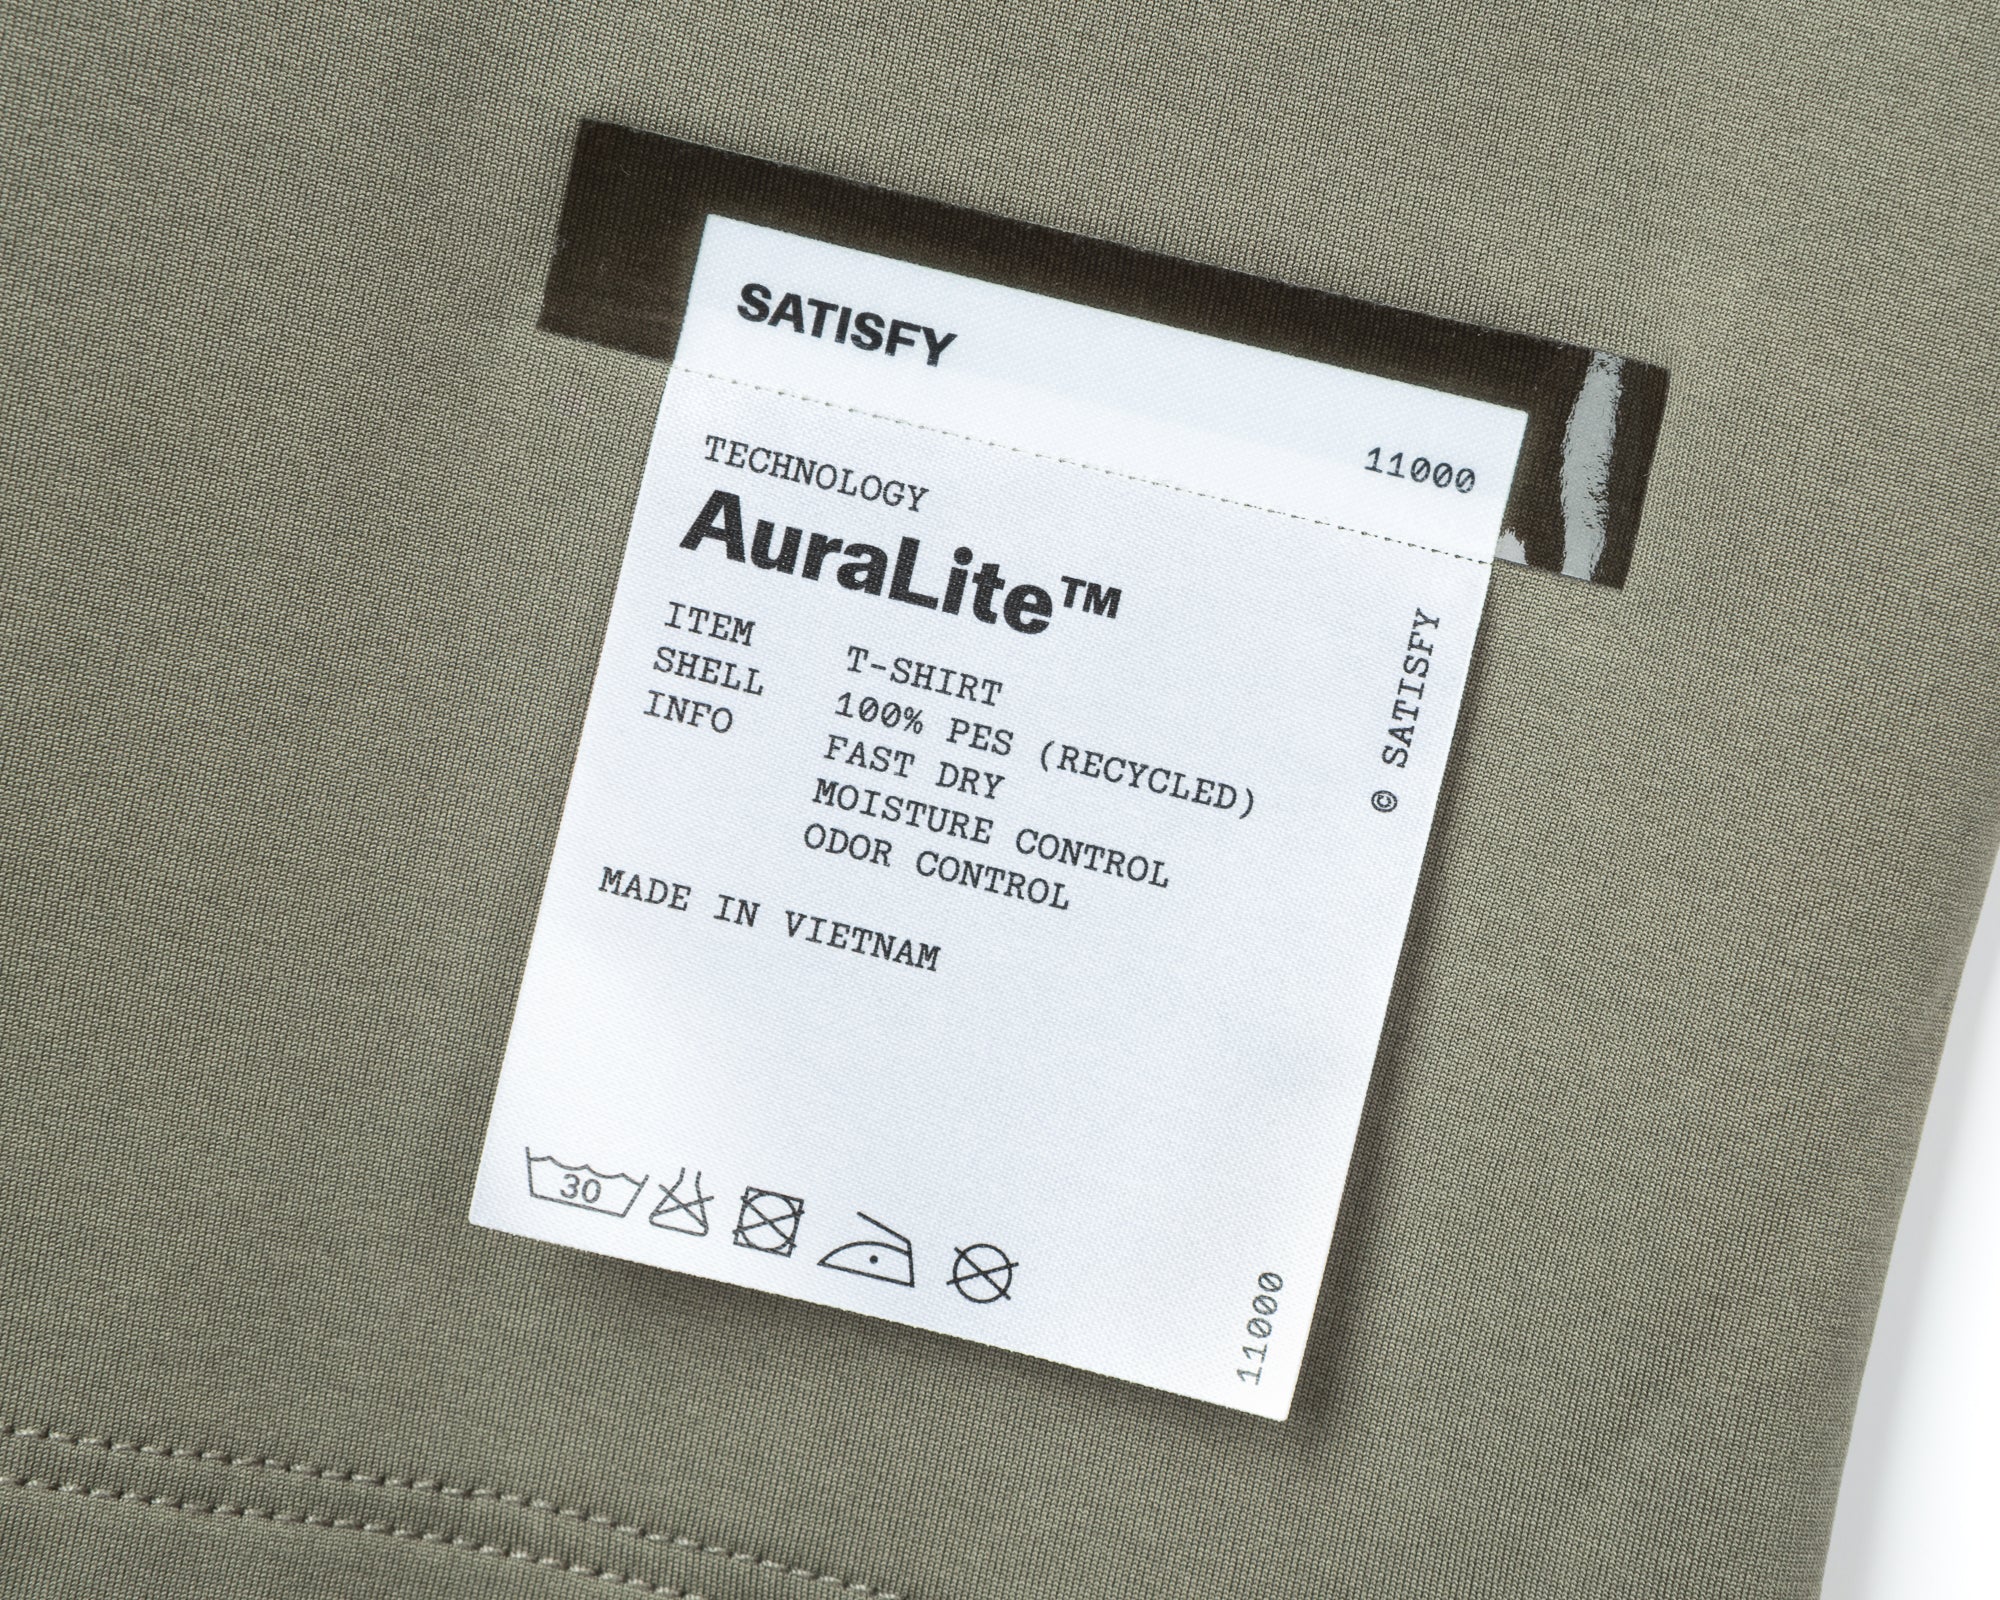 SATISFY
11000
TECHNOLOGY
AuraLite™
ITEM T-SHIRT
SHELL 100% PES (RECYCLED)
INFO FAST DRY
MOISTURE CONTROL
ODOR CONTROL
MADE IN VIETNAM
© SATISFY
30
11000